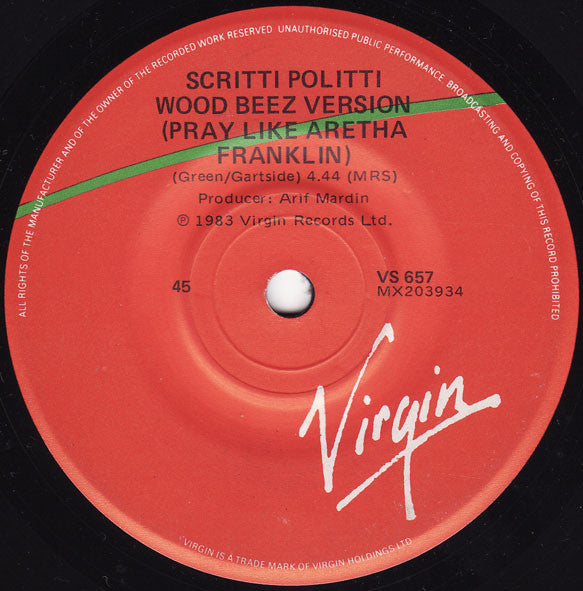 ALL RIGHTS OF THE MANUFACTURER AND OF THE OWNER OF THE RECORDED WORK RESERVED UNAUTHORISED PUBLIC PERFORMANCE BROADCASTING AND COPYING OF THIS RECORD PROHIBITED
SCRITTI POLITTI
WOOD BEEZ VERSION
(PRAY LIKE ARETHA
FRANKLIN)
(Green/Gartside) 4.44 (MRS)
Producer: Arif Mardin
℗ 1983 Virgin Records Ltd.
45
VS 657
MX203934
Virgin
VIRGIN IS A TRADE MARK OF VIRGIN HOLDINGS LTD